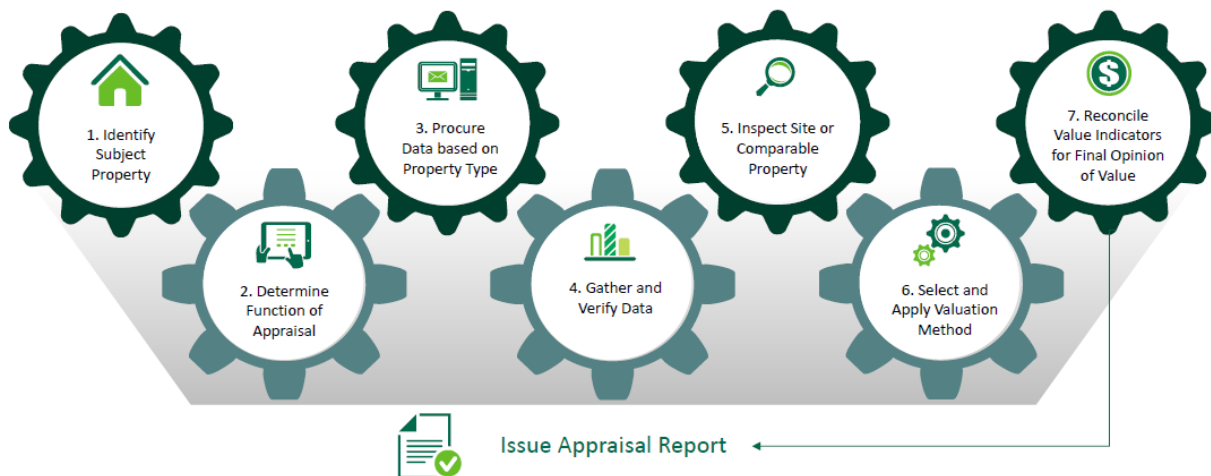 1. Identify
Subject
Property
2. Determine
Function of
Appraisal
3. Procure
Data based on
Property Type
4. Gather and
Verify Data
5. Inspect Site or
Comparable
Property
6. Select and
Apply Valuation
Method
7. Reconcile
Value Indicators
for Final Opinion
of Value
Issue Appraisal Report